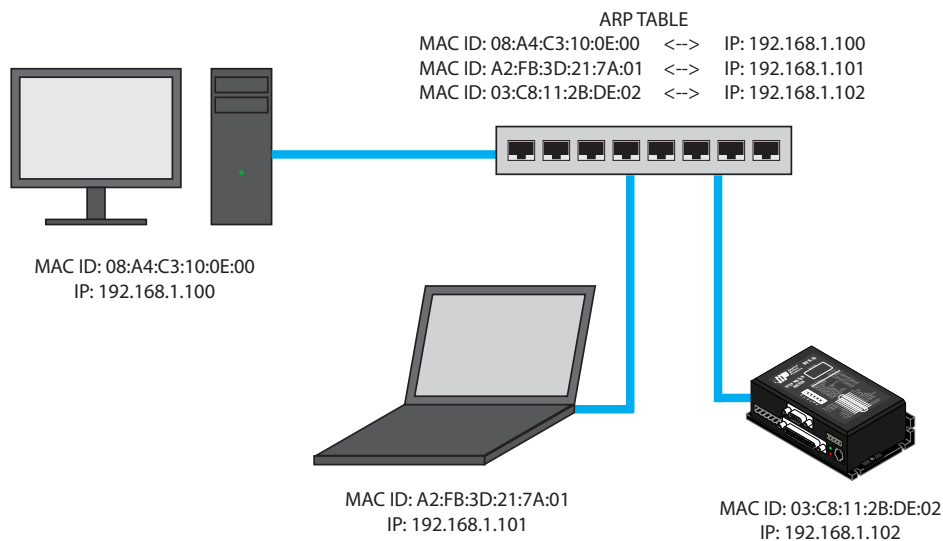 ARP TABLE
MAC ID: 08:A4:C3:10:0E:00 <--> IP: 192.168.1.100
MAC ID: A2:FB:3D:21:7A:01 <--> IP: 192.168.1.101
MAC ID: 03:C8:11:2B:DE:02 <--> IP: 192.168.1.102
MAC ID: 08:A4:C3:10:0E:00
IP: 192.168.1.100
MAC ID: A2:FB:3D:21:7A:01
IP: 192.168.1.101
MAC ID: 03:C8:11:2B:DE:02
IP: 192.168.1.102